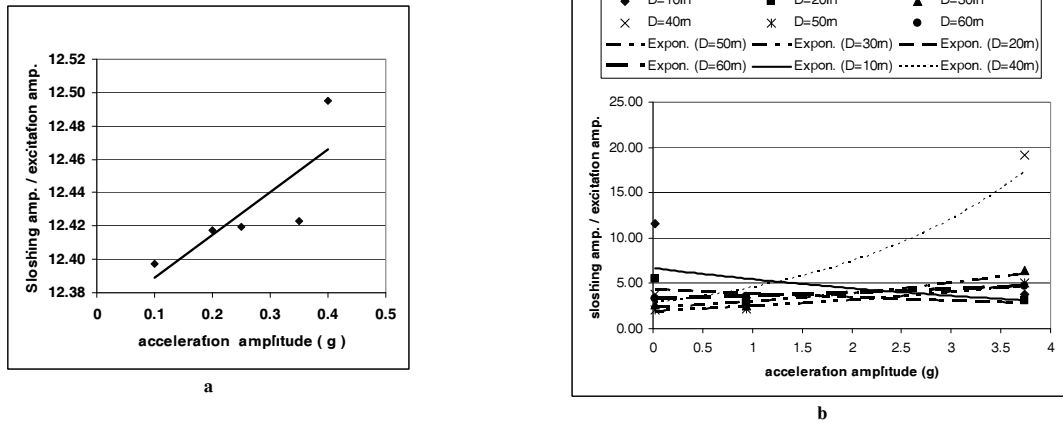 12.52
12.50
12.48
12.46
12.44
12.42
12.40
12.38
0 0.1 0.2 0.3 0.4 0.5
Sloshing amp. / excitation amp.
acceleration amplitude ( g )
a
D=10m D=20m D=30m
D=40m D=50m D=60m
Expon. (D=50m) Expon. (D=30m) Expon. (D=20m)
Expon. (D=60m) Expon. (D=10m) Expon. (D=40m)
25.00
20.00
15.00
10.00
5.00
0.00
0 0.5 1 1.5 2 2.5 3 3.5 4
sloshing amp. / excitation amp.
acceleration amplitude (g)
b